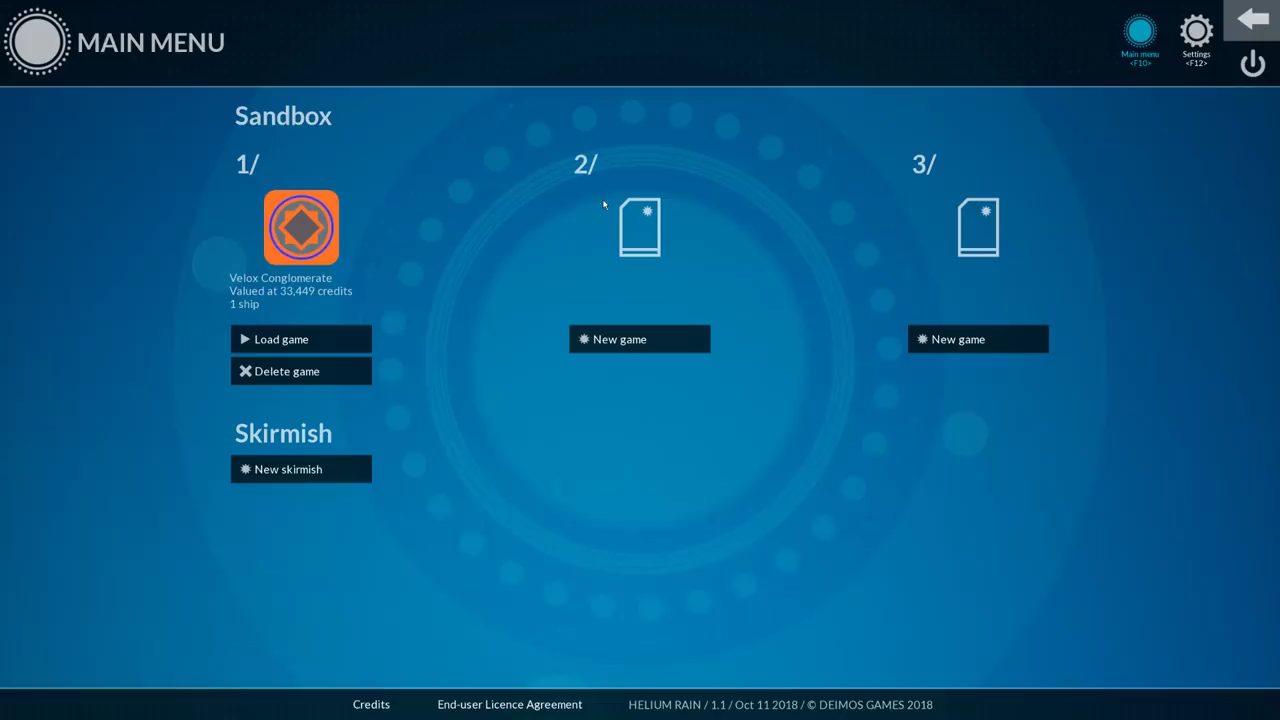 MAIN MENU
Main menu
<F10>
Settings
<F12>
Sandbox
1/
2/
3/
Velox Conglomerate
Valued at 33,449 credits
1 ship
Load game
New game
New game
Delete game
Skirmish
New skirmish
Credits
End-user Licence Agreement
HELIUM RAIN / 1.1 / Oct 11 2018 / © DEIMOS GAMES 2018